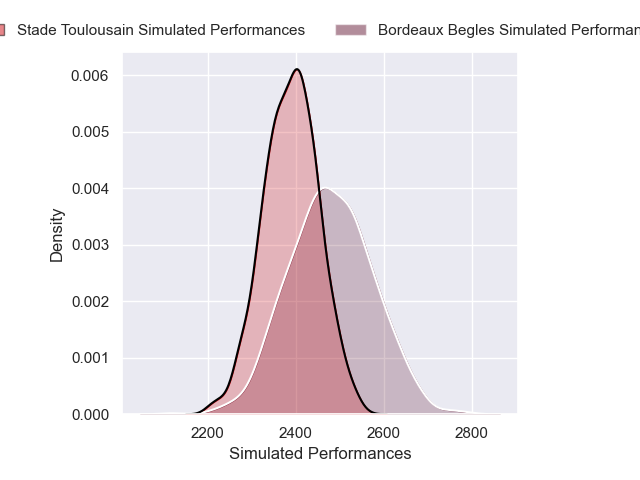 Stade Toulousain Simulated Performances
Bordeaux Begles Simulated
0.006
0.005
0.004
0.003
0.002
0.001
0.000
Density
2200 2400 2600 2800
Simulated Performances